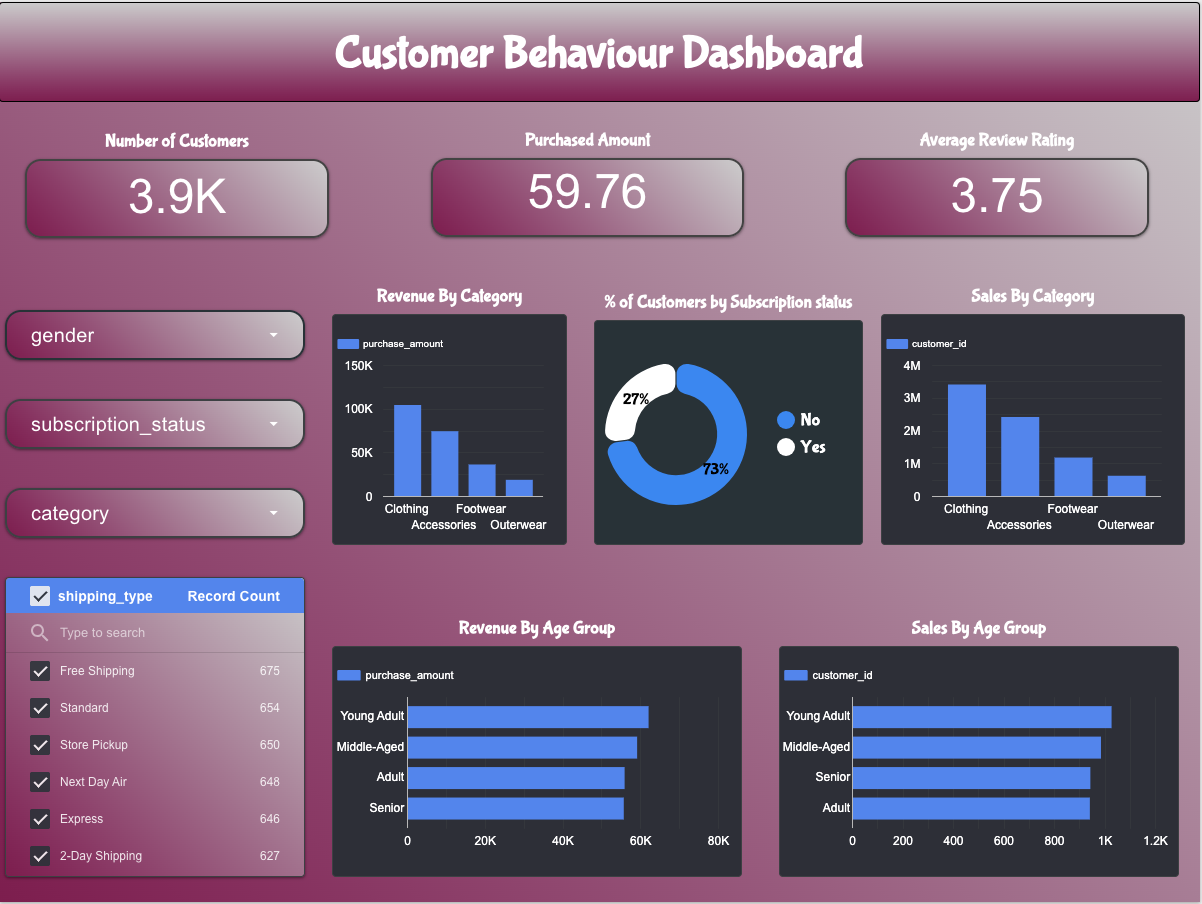 Customer Behaviour Dashboard
Number of Customers
3.9K
Purchased Amount
59.76
Average Review Rating
3.75
gender
subscription_status
category
Revenue By Category
purchase_amount
150K
100K
50K
0
Clothing
Accessories
Footwear
Outerwear
% of Customers by Subscription status
27%
73%
No
Yes
Sales By Category
customer_id
4M
3M
2M
1M
0
Clothing
Accessories
Footwear
Outerwear
shipping_type Record Count
Type to search
Free Shipping 675
Standard 654
Store Pickup 650
Next Day Air 648
Express 646
2-Day Shipping 627
Revenue By Age Group
purchase_amount
Young Adult
Middle-Aged
Adult
Senior
0 20K 40K 60K 80K
Sales By Age Group
customer_id
Young Adult
Middle-Aged
Senior
Adult
0 200 400 600 800 1K 1.2K